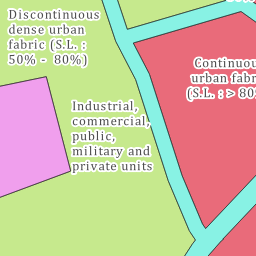 Discontinuous
dense urban
fabric (S.L. :
50% - 80%)
Continuou
urban fabr
(S.L. : > 80
Industrial,
commercial,
public,
military and
private units